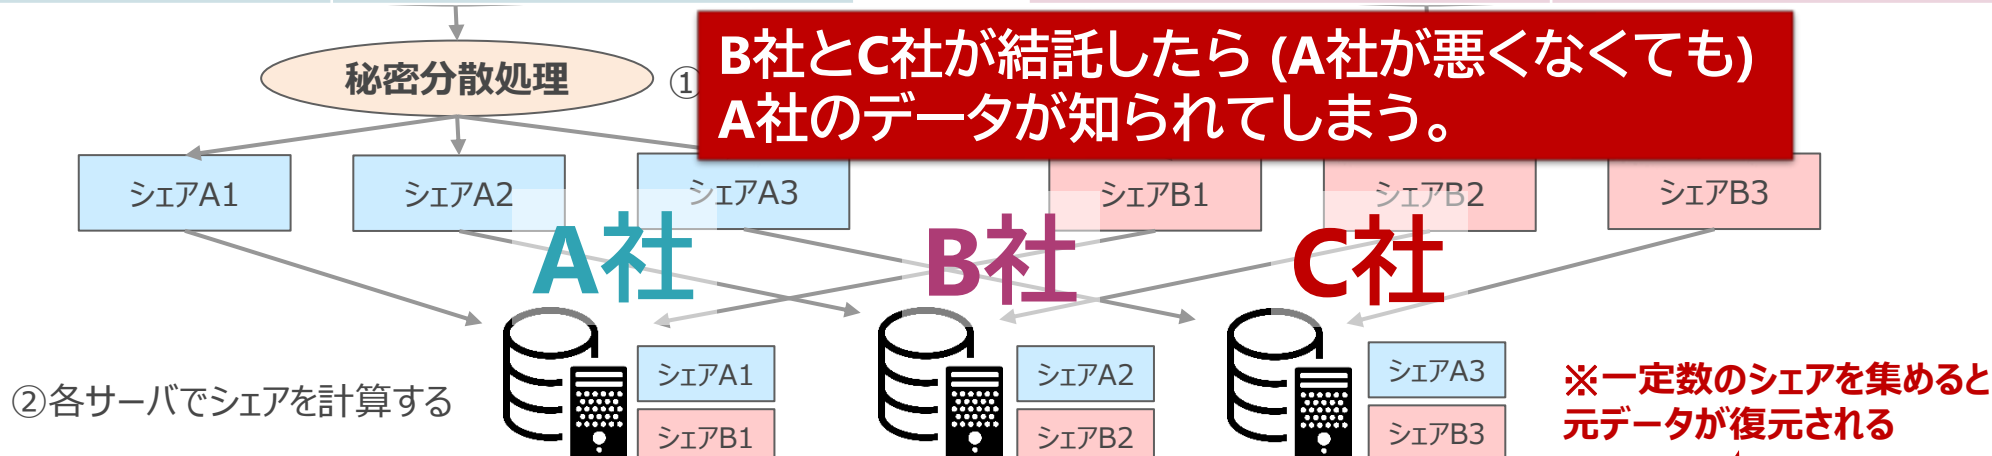 B社とC社が結託したら (A社が悪くなくても)
A社のデータが知られてしまう。
秘密分散処理
①
シェアA1
シェアA2
シェアA3
シェアB1
シェアB2
シェアB3
A社
B社
C社
②各サーバでシェアを計算する
シェアA1
シェアB1
シェアA2
シェアB2
シェアA3
シェアB3
※一定数のシェアを集めると
元データが復元される